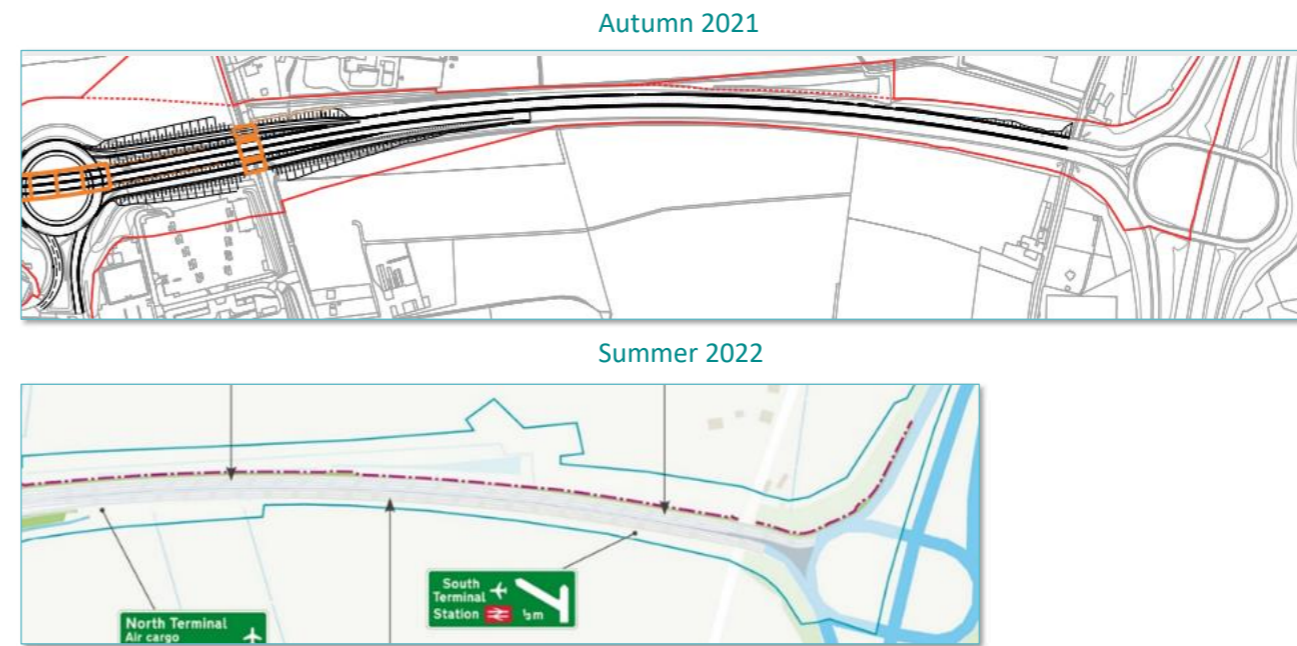 Autumn 2021
Summer 2022
South
Terminal
Station ½m
North Terminal
Air cargo